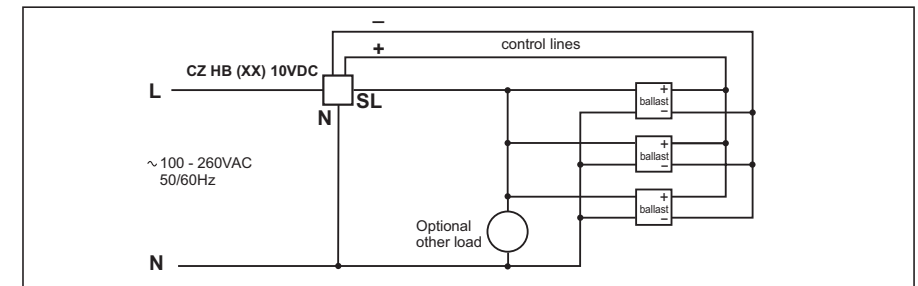 –
+
control lines
CZ HB (XX) 10VDC
L
SL
N
+
ballast
–
~ 100 - 260VAC
50/60Hz
+
ballast
–
+
ballast
–
Optional
other load
N